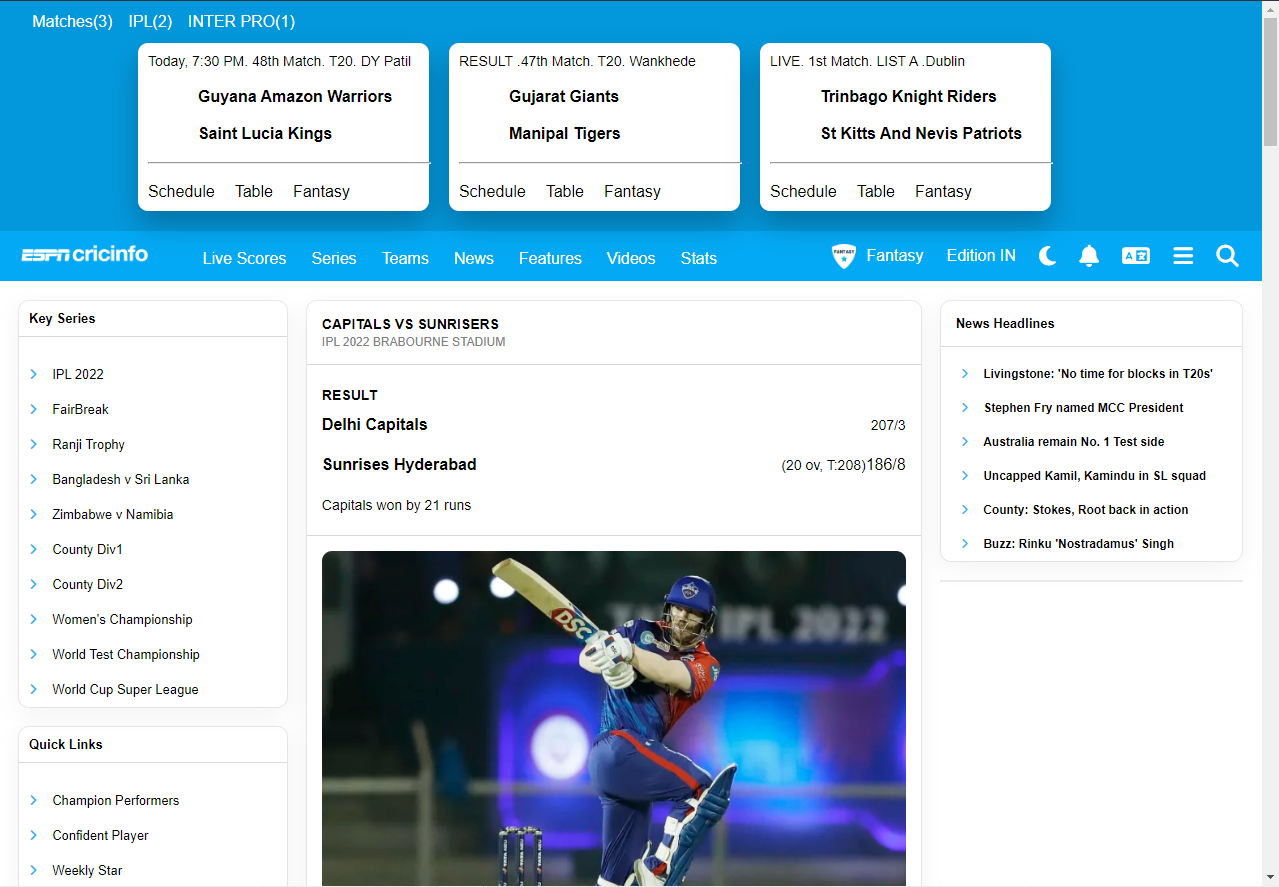 Matches(3) IPL(2) INTER PRO(1)
Today, 7:30 PM. 48th Match. T20. DY Patil
Guyana Amazon Warriors
Saint Lucia Kings
Schedule Table Fantasy
RESULT .47th Match. T20. Wankhede
Gujarat Giants
Manipal Tigers
Schedule Table Fantasy
LIVE. 1st Match. LIST A .Dublin
Trinbago Knight Riders
St Kitts And Nevis Patriots
Schedule Table Fantasy
ESPN cricinfo Live Scores Series Teams News Features Videos Stats FANTASY Fantasy Edition IN A
Key Series
IPL 2022
FairBreak
Ranji Trophy
Bangladesh v Sri Lanka
Zimbabwe v Namibia
County Div1
County Div2
Women's Championship
World Test Championship
World Cup Super League
Quick Links
Champion Performers
Confident Player
Weekly Star
CAPITALS VS SUNRISERS
IPL 2022 BRABOURNE STADIUM
RESULT
Delhi Capitals 207/3
Sunrises Hyderabad (20 ov, T:208)186/8
Capitals won by 21 runs
DSC
IPL 2022
News Headlines
Livingstone: 'No time for blocks in T20s'
Stephen Fry named MCC President
Australia remain No. 1 Test side
Uncapped Kamil, Kamindu in SL squad
County: Stokes, Root back in action
Buzz: Rinku 'Nostradamus' Singh